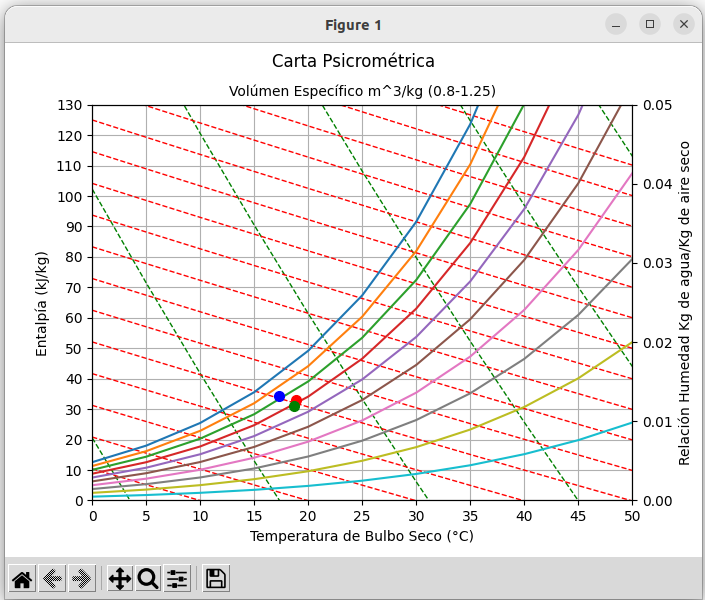 Figure 1
Carta Psicrométrica
Volúmen Específico m^3/kg (0.8-1.25)
130
120
110
100
90
80
70
60
50
40
30
20
10
0
Entalpía (kJ/kg)
0.05
0.04
0.03
0.02
0.01
0.00
Relación Humedad Kg de agua/Kg de aire seco
0 5 10 15 20 25 30 35 40 45 50
Temperatura de Bulbo Seco (°C)